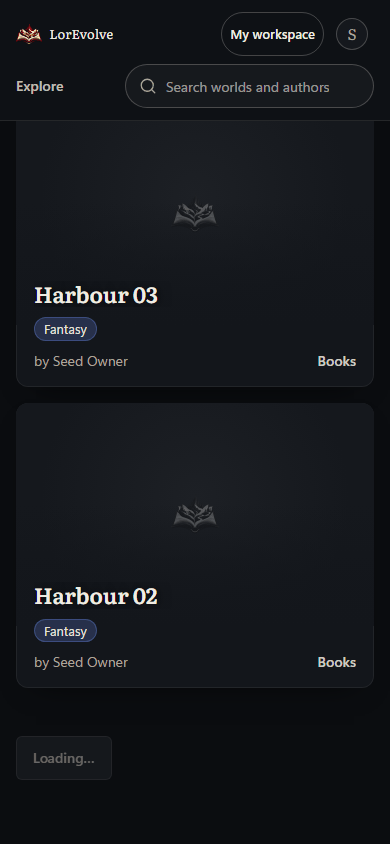 LorEvolve
My workspace
S
Explore
Search worlds and authors
Harbour 03
Fantasy
by Seed Owner
Books
Harbour 02
Fantasy
by Seed Owner
Books
Loading...